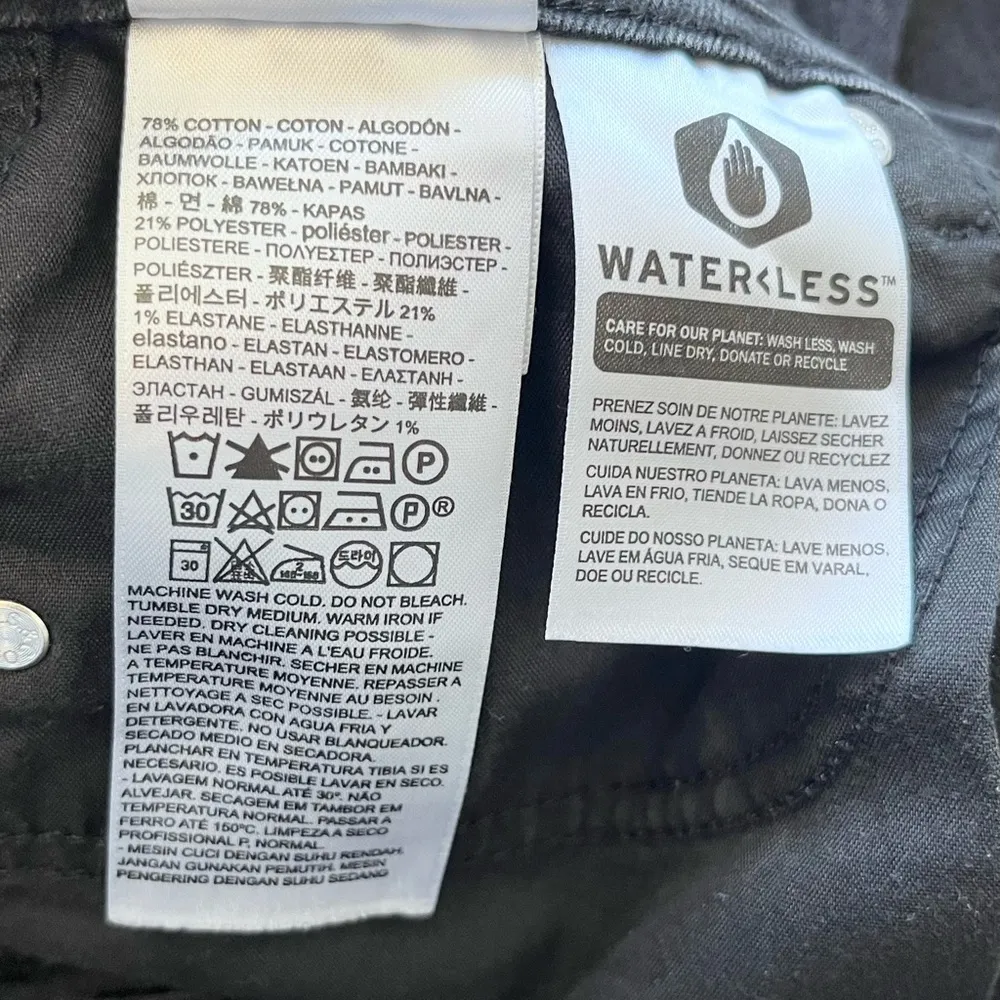 78% COTTON - COTON - ALGODÓN -
ALGODÃO - PAMUK - COTONE -
BAUMWOLLE - KATOEN - BAMBAKI -
ХЛОПОК - BAWEŁNA - PAMUT - BAVLNA -
棉 - 면 - 綿 78% - KAPAS
21% POLYESTER - poliéster - POLIESTER -
POLIESTERE - ΠΟΛΥΕΣΤΕΡ - ПОЛИЭСТЕР -
POLIÉSZTER - 聚酯纤维 - 聚酯纖維 -
폴리에스터 - ポリエステル 21%
1% ELASTANE - ELASTHANNE -
elastano - ELASTAN - ELASTOMERO -
ELASTHAN - ELASTAAN - ΕΛΑΣΤΑΝΗ -
ЭЛАСТАН - GUMISZÁL - 氨纶 - 彈性纖維 -
폴리우레탄 - ポリウレタン 1%
P
30 P ®
30 2 140-160 드라이
MACHINE WASH COLD. DO NOT BLEACH.
TUMBLE DRY MEDIUM. WARM IRON IF
NEEDED. DRY CLEANING POSSIBLE -
LAVER EN MACHINE A L'EAU FROIDE.
NE PAS BLANCHIR. SECHER EN MACHINE
A TEMPERATURE MOYENNE. REPASSER A
TEMPERATURE MOYENNE AU BESOIN .
NETTOYAGE A SEC POSSIBLE. - LAVAR
EN LAVADORA CON AGUA FRIA Y
DETERGENTE. NO USAR BLANQUEADOR.
SECADO MEDIO EN SECADORA.
PLANCHAR EN TEMPERATURA TIBIA SI ES
NECESARIO. ES POSIBLE LAVAR EN SECO.
- LAVAGEM NORMAL ATÉ 30°. NÃO
ALVEJAR. SECAGEM EM TAMBOR EM
TEMPERATURA NORMAL. PASSAR A
FERRO ATÉ 150°C. LIMPEZA A SECO
PROFISSIONAL P, NORMAL.
- MESIN CUCI DENGAN SUHU RENDAH.
JANGAN GUNAKAN PEMUTIH. MESIN
PENGERING DENGAN SUHU SEDANG
WATER<LESS™
CARE FOR OUR PLANET: WASH LESS, WASH
COLD, LINE DRY, DONATE OR RECYCLE
PRENEZ SOIN DE NOTRE PLANETE: LAVEZ
MOINS, LAVEZ A FROID, LAISSEZ SECHER
NATURELLEMENT, DONNEZ OU RECYCLEZ
CUIDA NUESTRO PLANETA: LAVA MENOS,
LAVA EN FRIO, TIENDE LA ROPA, DONA O
RECICLA.
CUIDE DO NOSSO PLANETA: LAVE MENOS.
LAVE EM ÁGUA FRIA, SEQUE EM VARAL,
DOE OU RECICLE.